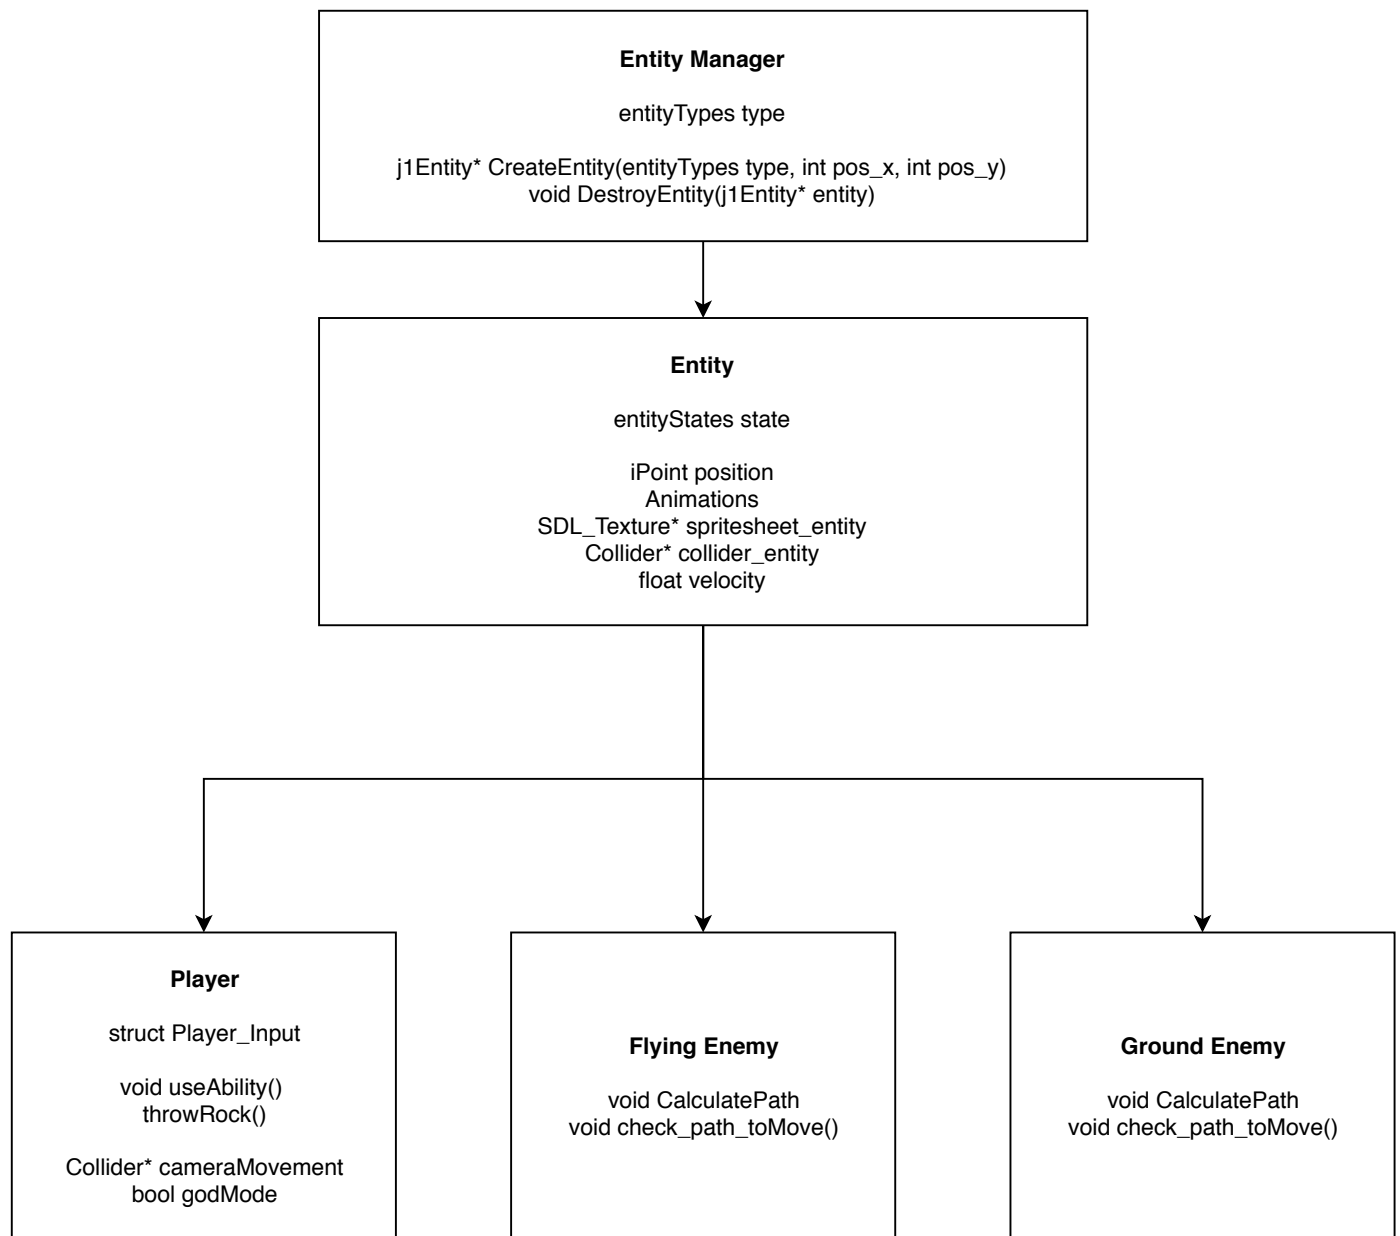 Entity Manager
entityTypes type
j1Entity* CreateEntity(entityTypes type, int pos_x, int pos_y)
void DestroyEntity(j1Entity* entity)
Entity
entityStates state
iPoint position
Animations
SDL_Texture* spritesheet_entity
Collider* collider_entity
float velocity
Player
struct Player_Input
void useAbility()
throwRock()
Collider* cameraMovement
bool godMode
Flying Enemy
void CalculatePath
void check_path_toMove()
Ground Enemy
void CalculatePath
void check_path_toMove()